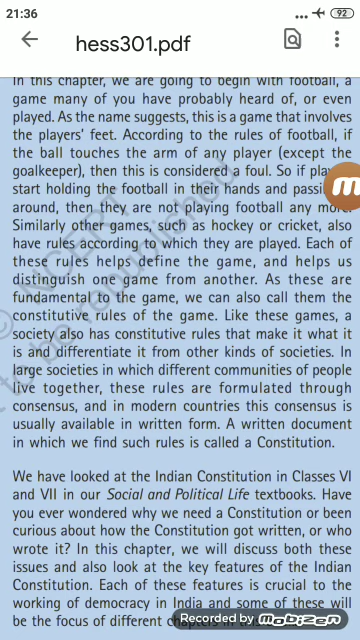 21:36
... 92
hess301.pdf
In this chapter, we are going to begin with football, a
game many of you have probably heard of, or even
played. As the name suggests, this is a game that involves
the players' feet. According to the rules of football, if
the ball touches the arm of any player (except the
goalkeeper), then this is considered a foul. So if
start holding the football in their hands and
around, then they are not playing football any more.
Similarly other games, such as hockey or cricket, also
have rules according to which they are played. Each of
these rules helps define the game, and helps us
distinguish one game from another. As these are
fundamental to the game, we can also call them the
constitutive rules of the game. Like these games, a
society also has constitutive rules that make it what it
is and differentiate it from other kinds of societies. In
large societies in which different communities of people
live together, these rules are formulated through
consensus, and in modern countries this consensus is
usually available in written form. A written document
in which we find such rules is called a Constitution.
We have looked at the Indian Constitution in Classes VI
and VII in our Social and Political Life textbooks. Have
you ever wondered why we need a Constitution or been
curious about how the Constitution got written, or who
wrote it? In this chapter, we will discuss both these
issues and also look at the key features of the Indian
Constitution. Each of these features is crucial to the
working of democracy in India and some of these will
be the focus of different
Recorded by mobizen
© NCERT
to be republished